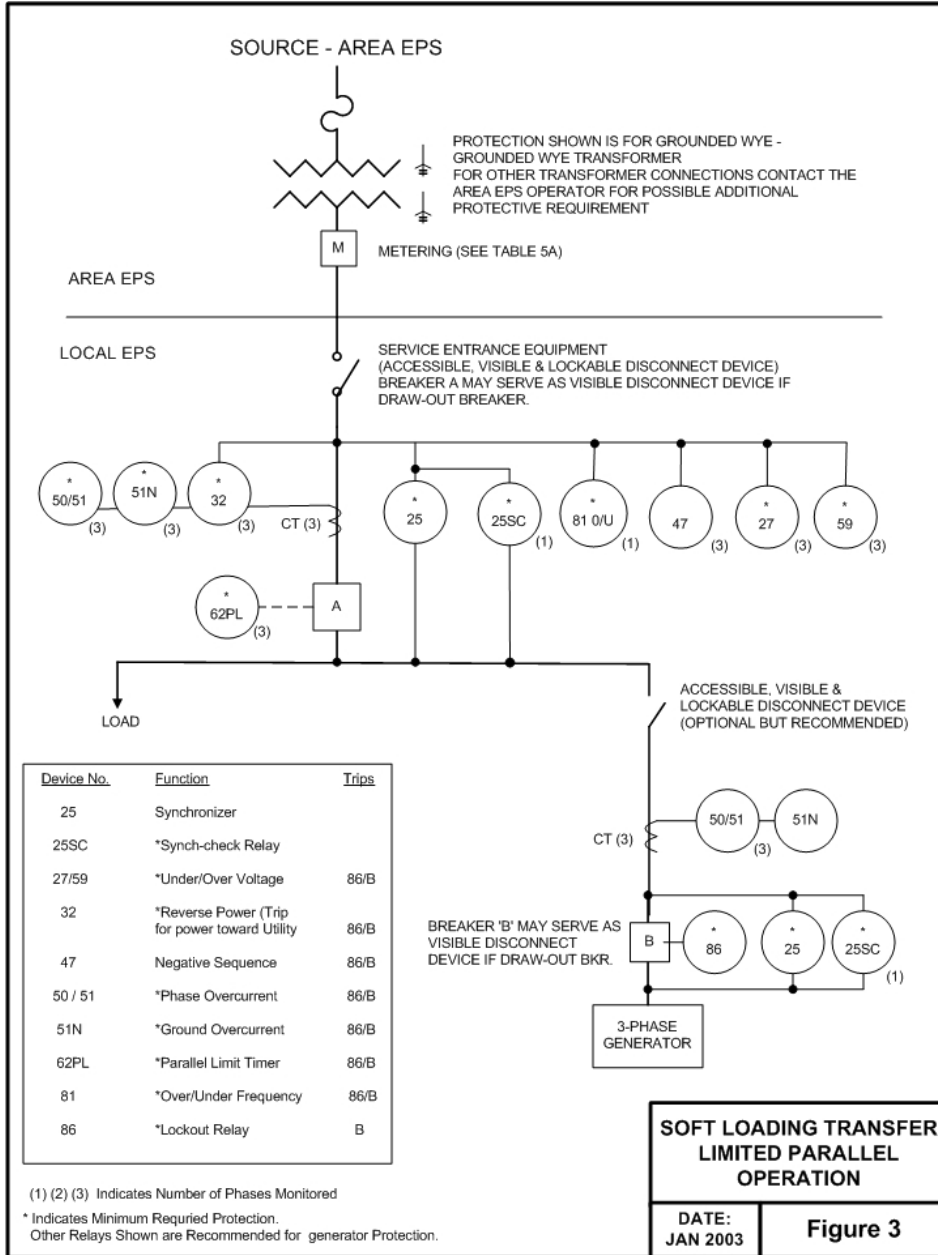 SOURCE - AREA EPS
PROTECTION SHOWN IS FOR GROUNDED WYE -
GROUNDED WYE TRANSFORMER
FOR OTHER TRANSFORMER CONNECTIONS CONTACT THE
AREA EPS OPERATOR FOR POSSIBLE ADDITIONAL
PROTECTIVE REQUIREMENT
M
METERING (SEE TABLE 5A)
AREA EPS
LOCAL EPS
SERVICE ENTRANCE EQUIPMENT
(ACCESSIBLE, VISIBLE & LOCKABLE DISCONNECT DEVICE)
BREAKER A MAY SERVE AS VISIBLE DISCONNECT DEVICE IF
DRAW-OUT BREAKER.
* 50/51 (3)
* 51N (3)
* 32 (3)
CT (3)
* 25
* 25SC (1)
* 81 0/U (1)
47 (3)
* 27 (3)
* 59 (3)
* 62PL (3)
A
LOAD
ACCESSIBLE, VISIBLE &
LOCKABLE DISCONNECT DEVICE
(OPTIONAL BUT RECOMMENDED)
CT (3)
50/51 (3)
51N
BREAKER 'B' MAY SERVE AS
VISIBLE DISCONNECT
DEVICE IF DRAW-OUT BKR.
B
* 86
* 25
* 25SC (1)
3-PHASE
GENERATOR
Device No. Function Trips
25 Synchronizer
25SC *Synch-check Relay
27/59 *Under/Over Voltage 86/B
32 *Reverse Power (Trip
for power toward Utility 86/B
47 Negative Sequence 86/B
50 / 51 *Phase Overcurrent 86/B
51N *Ground Overcurrent 86/B
62PL *Parallel Limit Timer 86/B
81 *Over/Under Frequency 86/B
86 *Lockout Relay B
(1) (2) (3) Indicates Number of Phases Monitored
* Indicates Minimum Requried Protection.
Other Relays Shown are Recommended for generator Protection.
SOFT LOADING TRANSFER
LIMITED PARALLEL
OPERATION
DATE:
JAN 2003
Figure 3